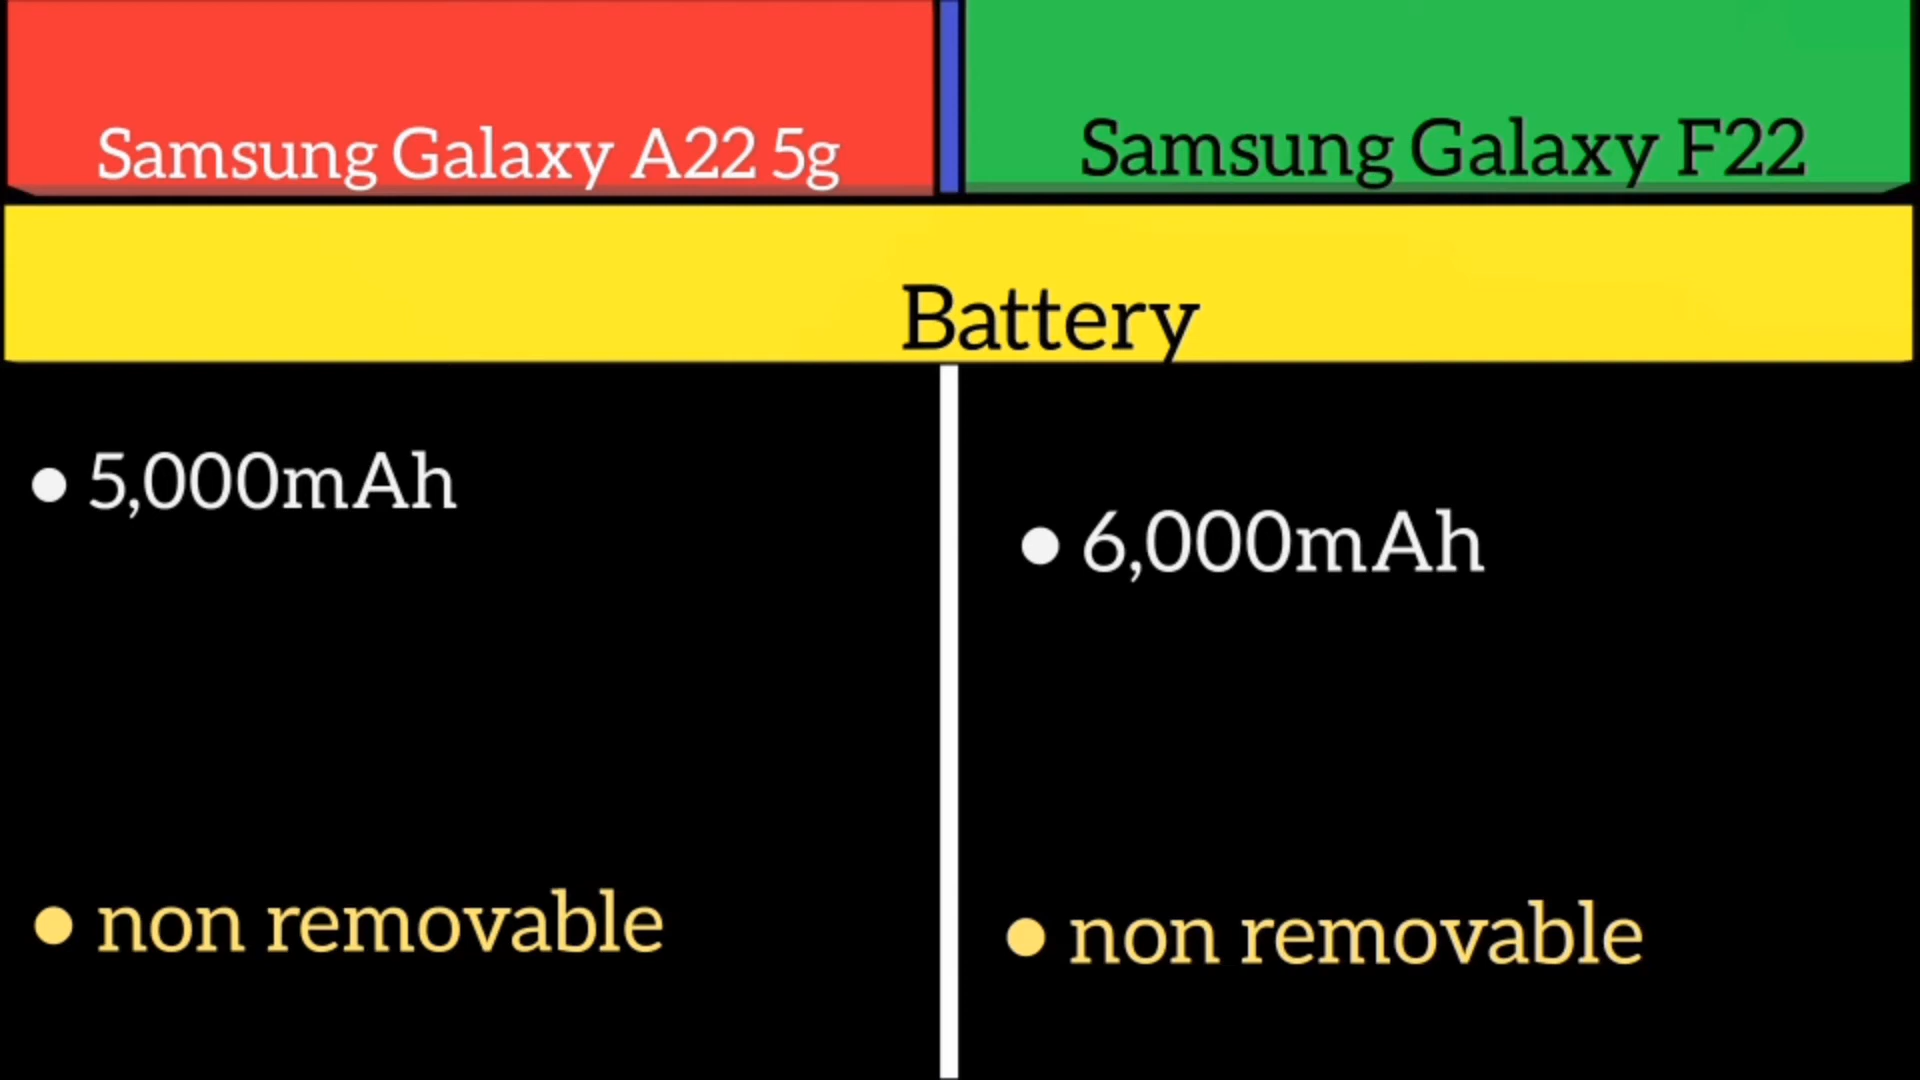 Samsung Galaxy A22 5g
Samsung Galaxy F22
Battery
• 5,000mAh
• 6,000mAh
• non removable
• non removable